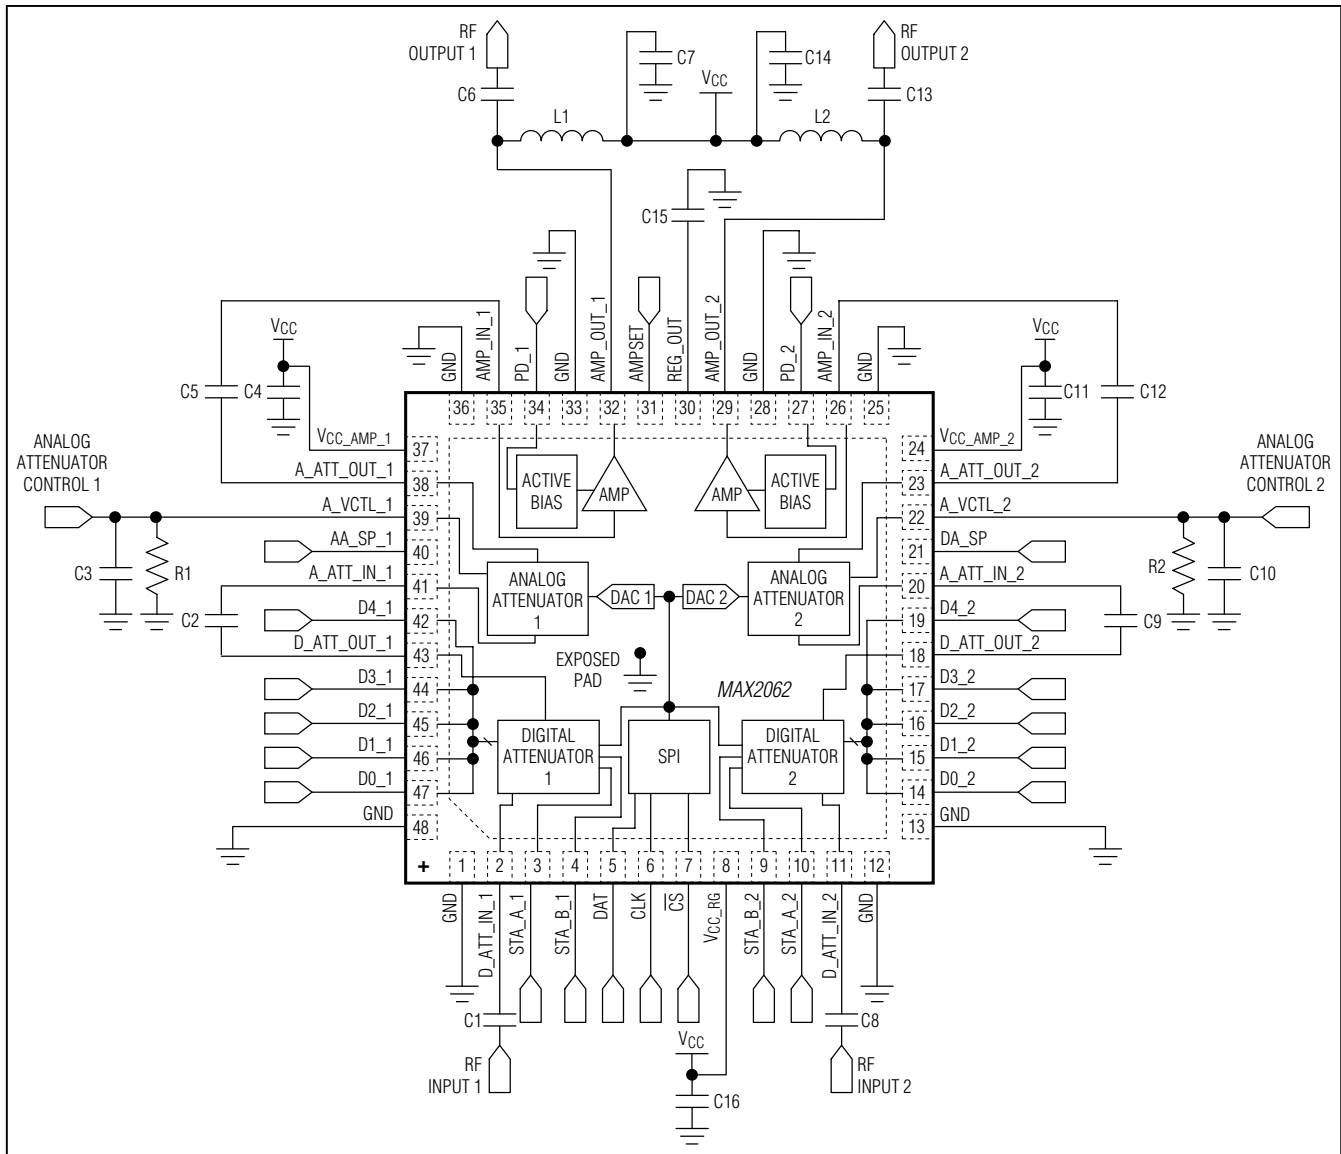 RF
OUTPUT 1
C6
C7
VCC
C14
RF
OUTPUT 2
C13
L1
L2
C15
GND
AMP_IN_1
PD_1
GND
AMP_OUT_1
AMPSET
REG_OUT
AMP_OUT_2
GND
PD_2
AMP_IN_2
GND
VCC
C5
C4
VCC
C11
C12
36
35
34
33
32
31
30
29
28
27
26
25
ANALOG
ATTENUATOR
CONTROL 1
C3
R1
C2
VCC_AMP_1
37
A_ATT_OUT_1
38
A_VCTL_1
39
AA_SP_1
40
A_ATT_IN_1
41
D4_1
42
D_ATT_OUT_1
43
D3_1
44
D2_1
45
D1_1
46
D0_1
47
GND
48
ACTIVE
BIAS
AMP
AMP
ACTIVE
BIAS
ANALOG
ATTENUATOR
1
DAC 1
DAC 2
ANALOG
ATTENUATOR
2
EXPOSED
PAD
MAX2062
DIGITAL
ATTENUATOR
1
SPI
DIGITAL
ATTENUATOR
2
24
VCC_AMP_2
23
A_ATT_OUT_2
22
A_VCTL_2
21
DA_SP
20
A_ATT_IN_2
19
D4_2
18
D_ATT_OUT_2
17
D3_2
16
D2_2
15
D1_2
14
D0_2
13
GND
ANALOG
ATTENUATOR
CONTROL 2
R2
C10
C9
+
1
2
3
4
5
6
7
8
9
10
11
12
GND
D_ATT_IN_1
STA_A_1
STA_B_1
DAT
CLK
CS
VCC_RG
STA_B_2
STA_A_2
D_ATT_IN_2
GND
C1
RF
INPUT 1
VCC
C16
C8
RF
INPUT 2